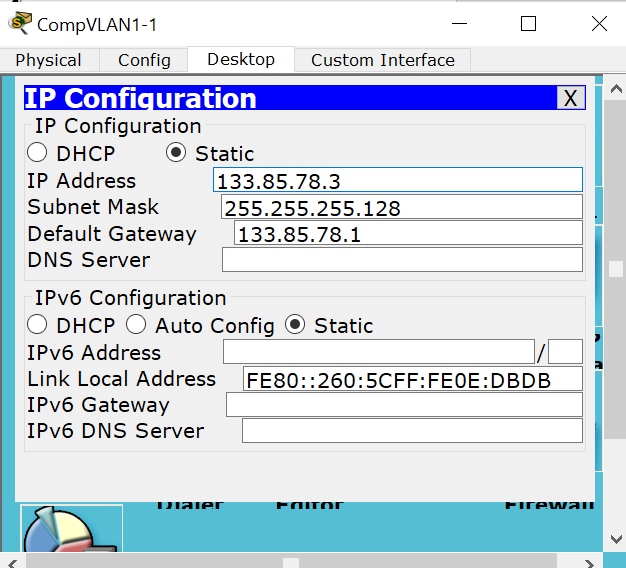 CompVLAN1-1
Physical Config Desktop Custom Interface
IP Configuration X
IP Configuration
DHCP Static
IP Address 133.85.78.3
Subnet Mask 255.255.255.128
Default Gateway 133.85.78.1
DNS Server
IPv6 Configuration
DHCP Auto Config Static
IPv6 Address /
Link Local Address FE80::260:5CFF:FE0E:DBDB
IPv6 Gateway
IPv6 DNS Server
Dialer Editor Firewall